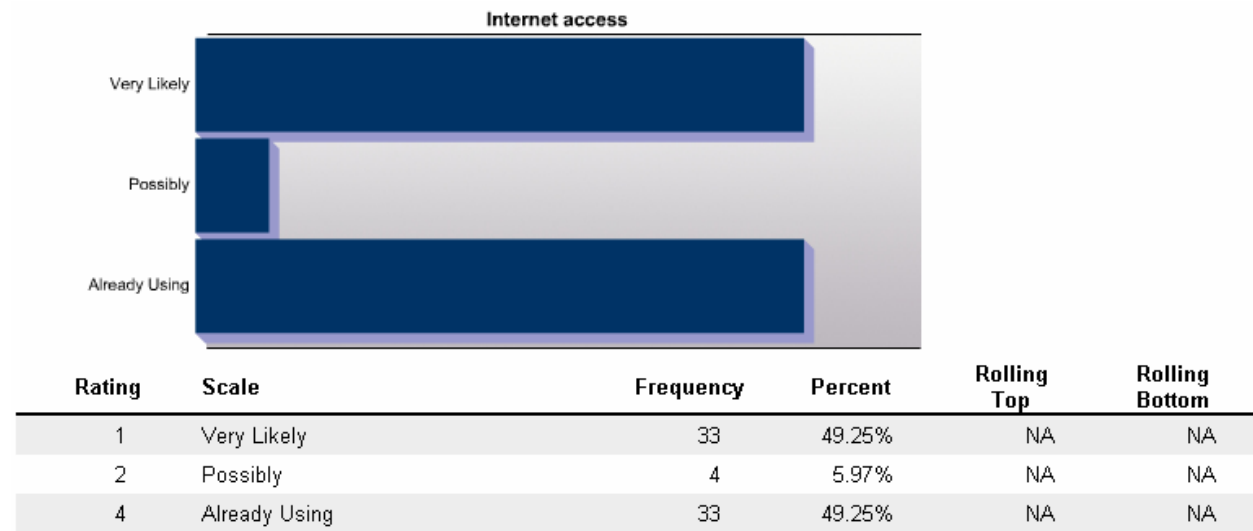 Internet access
Very Likely
Possibly
Already Using
Rating Scale Frequency Percent Rolling Top Rolling Bottom
1 Very Likely 33 49.25% NA NA
2 Possibly 4 5.97% NA NA
4 Already Using 33 49.25% NA NA